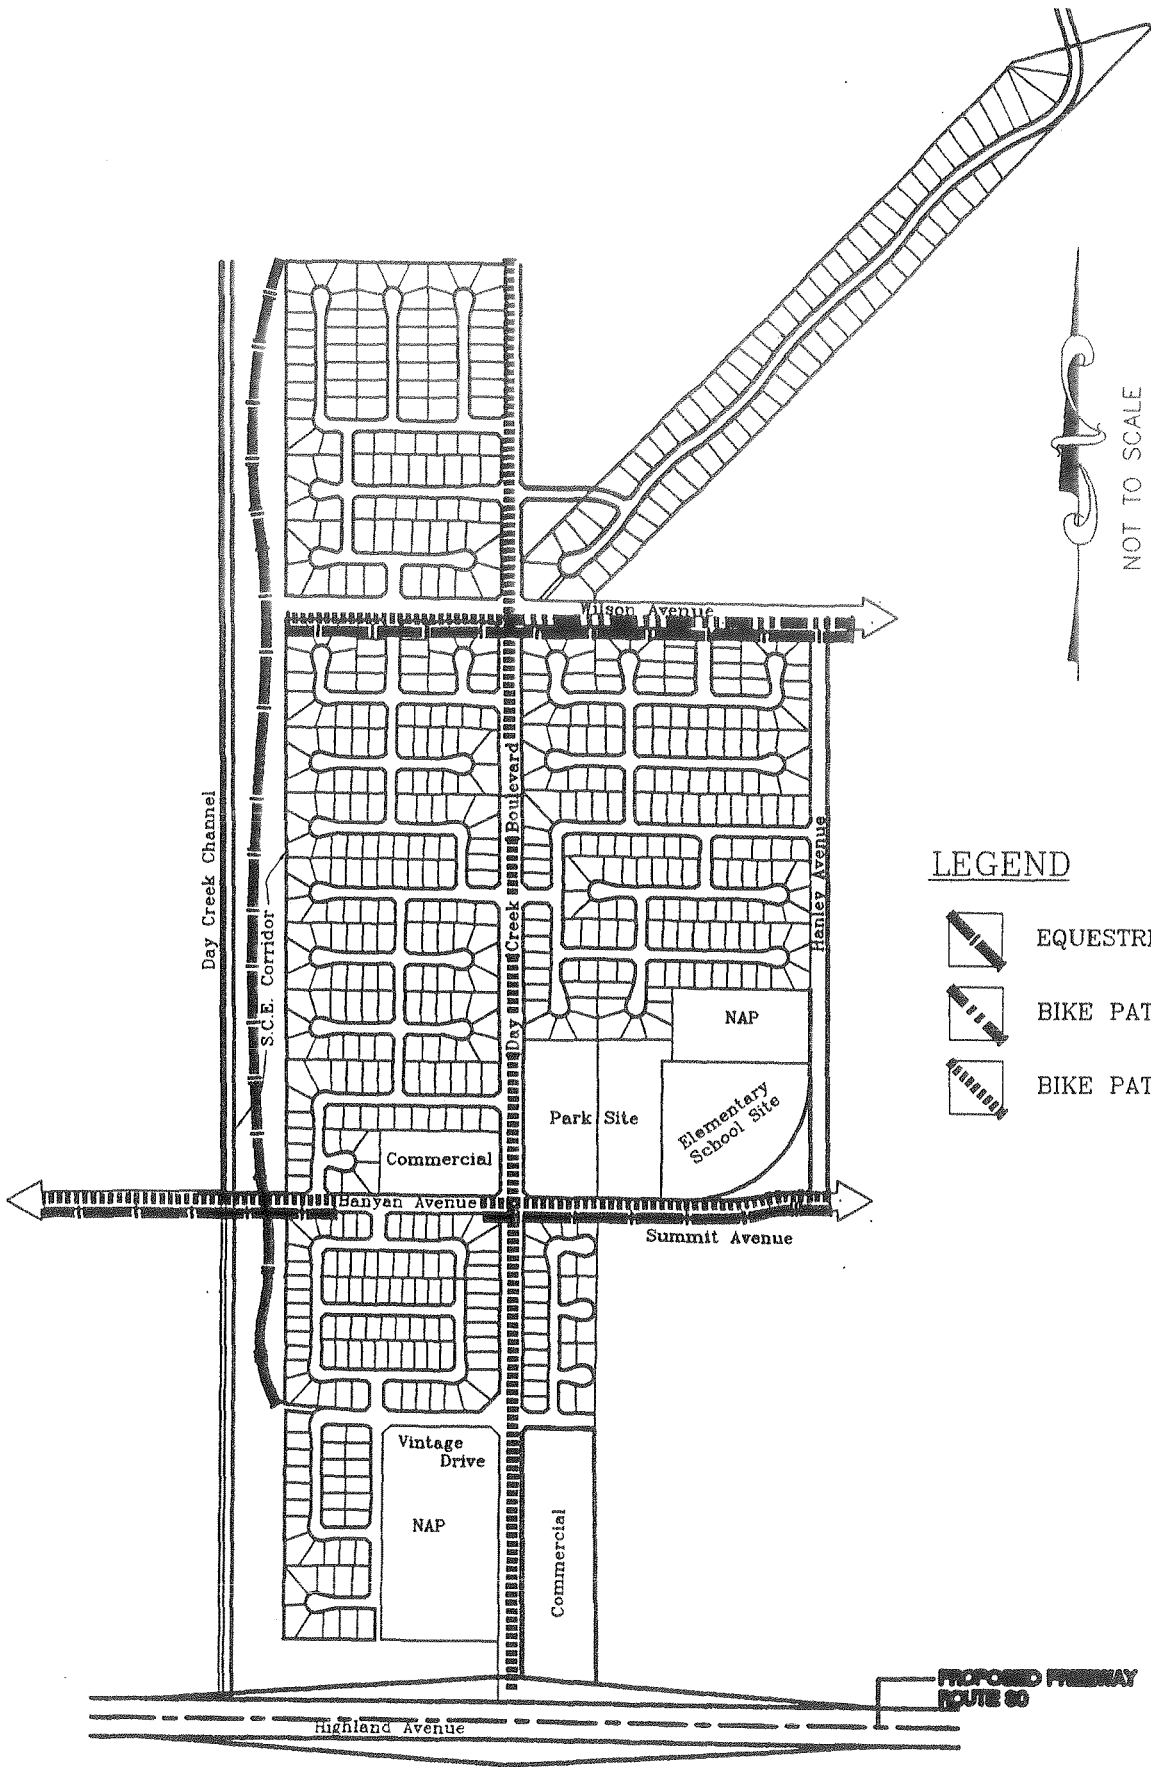 NOT TO SCALE
Wilson Avenue
Day Creek Channel
S.C.E. Corridor
Day Creek Boulevard
Hanley Avenue
LEGEND
EQUESTRI
BIKE PAT
BIKE PAT
NAP
Park Site
Elementary
School Site
Commercial
Banyan Avenue
Summit Avenue
Vintage
Drive
NAP
Commercial
PROPOSED FREEWAY
ROUTE 30
Highland Avenue